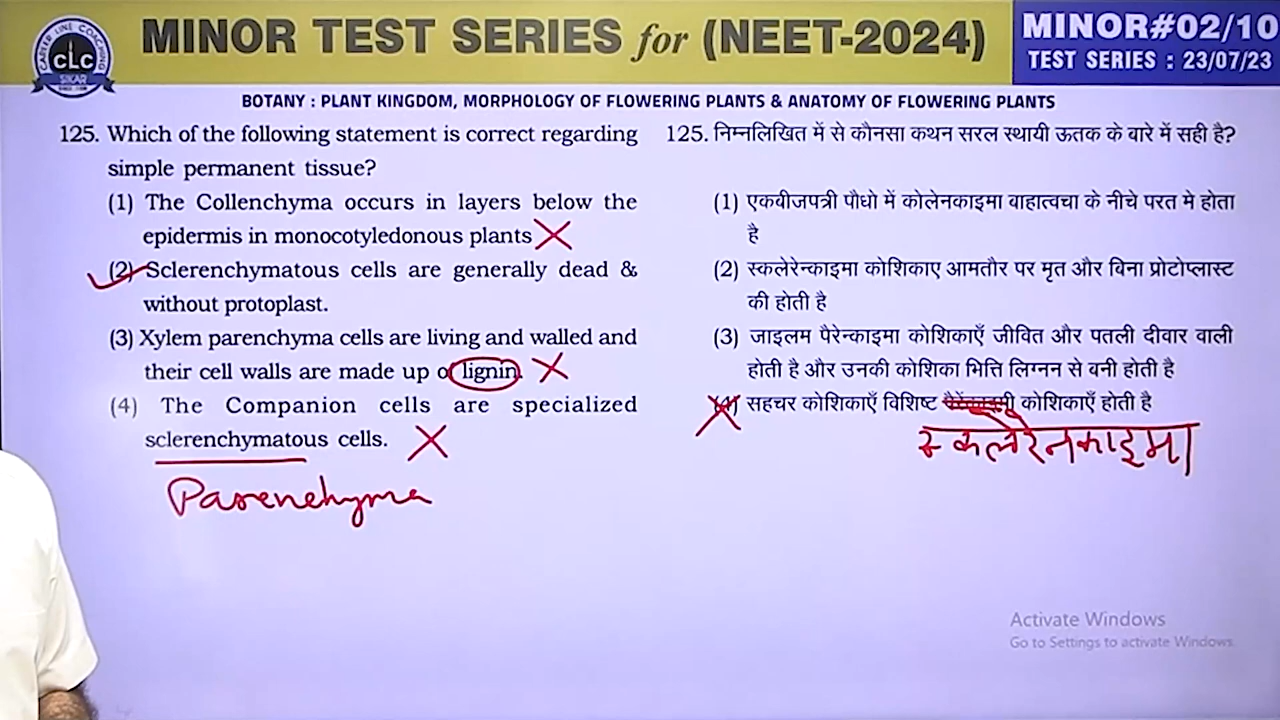 CAREER LINE COACHING
CLC
SIKAR
MINOR TEST SERIES for (NEET-2024)
MINOR#02/10
TEST SERIES : 23/07/23
BOTANY : PLANT KINGDOM, MORPHOLOGY OF FLOWERING PLANTS & ANATOMY OF FLOWERING PLANTS
125. Which of the following statement is correct regarding
simple permanent tissue?
(1) The Collenchyma occurs in layers below the
epidermis in monocotyledonous plants
(2) Sclerenchymatous cells are generally dead &
without protoplast.
(3) Xylem parenchyma cells are living and walled and
their cell walls are made up o lignin.
(4) The Companion cells are specialized
sclerenchymatous cells.
Parenchyma
125. निम्नलिखित में से कौनसा कथन सरल स्थायी ऊतक के बारे में सही है?
(1) एकबीजपत्री पौधो में कोलेनकाइमा बाहात्वचा के नीचे परत मे होता
है
(2) स्कलेरेन्काइमा कोशिकाए आमतौर पर मृत और बिना प्रोटोप्लास्ट
की होती है
(3) जाइलम पैरेन्काइमा कोशिकाएँ जीवित और पतली दीवार वाली
होती है और उनकी कोशिका भित्ति लिग्नन से बनी होती है
(4) सहचर कोशिकाएँ विशिष्ट कोशिकाएँ होती है
स्कलेरेनकाइमा
Activate Windows
Go to Settings to activate Windows.